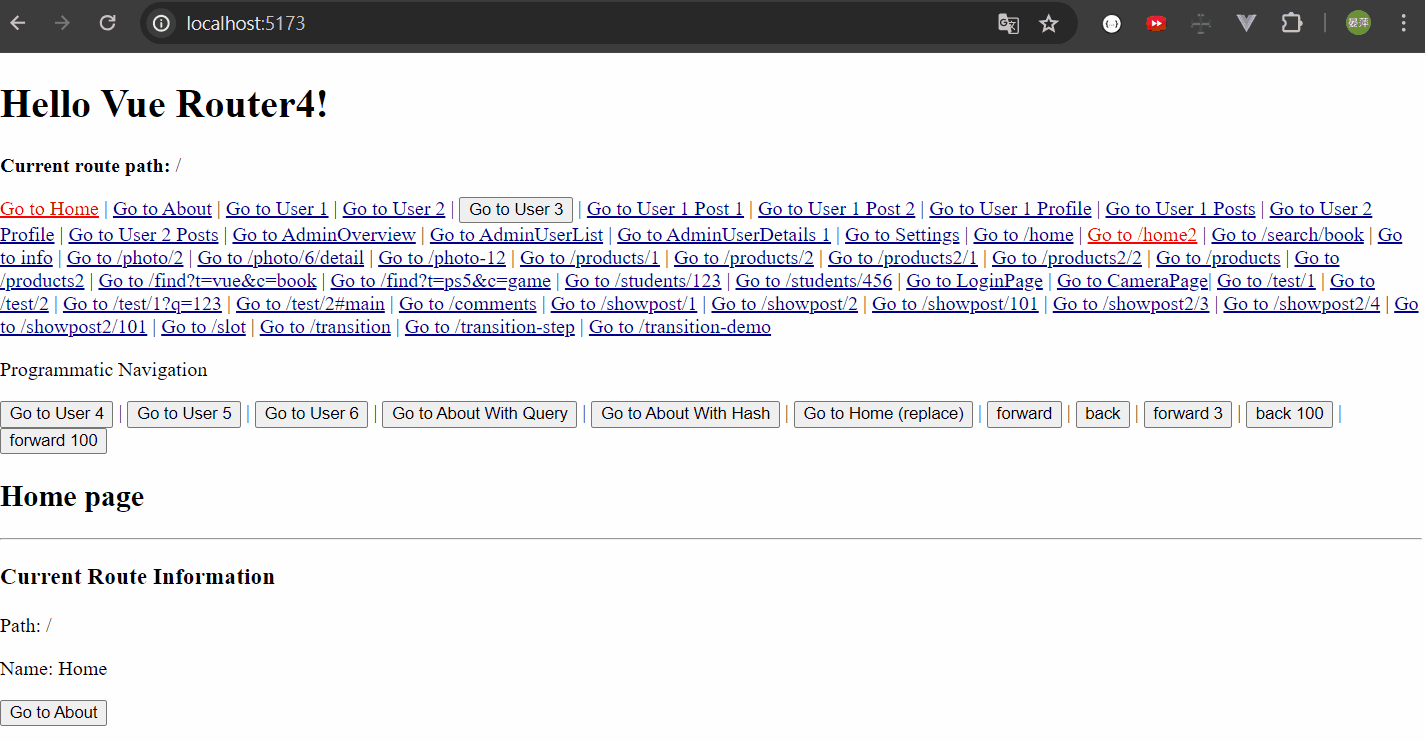 localhost:5173
Hello Vue Router4!
Current route path: /
Go to Home | Go to About | Go to User 1 | Go to User 2 | Go to User 3 | Go to User 1 Post 1 | Go to User 1 Post 2 | Go to User 1 Profile | Go to User 1 Posts | Go to User 2
Profile | Go to User 2 Posts | Go to AdminOverview | Go to AdminUserList | Go to AdminUserDetails 1 | Go to Settings | Go to /home | Go to /home2 | Go to /search/book | Go
to info | Go to /photo/2 | Go to /photo/6/detail | Go to /photo-12 | Go to /products/1 | Go to /products/2 | Go to /products2/1 | Go to /products2/2 | Go to /products | Go to
/products2 | Go to /find?t=vue&c=book | Go to /find?t=ps5&c=game | Go to /students/123 | Go to /students/456 | Go to LoginPage | Go to CameraPage| Go to /test/1 | Go to
/test/2 | Go to /test/1?q=123 | Go to /test/2#main | Go to /comments | Go to /showpost/1 | Go to /showpost/2 | Go to /showpost/101 | Go to /showpost2/3 | Go to /showpost2/4 | Go
to /showpost2/101 | Go to /slot | Go to /transition | Go to /transition-step | Go to /transition-demo
Programmatic Navigation
Go to User 4 | Go to User 5 | Go to User 6 | Go to About With Query | Go to About With Hash | Go to Home (replace) | forward | back | forward 3 | back 100 |
forward 100
Home page
Current Route Information
Path: /
Name: Home
Go to About